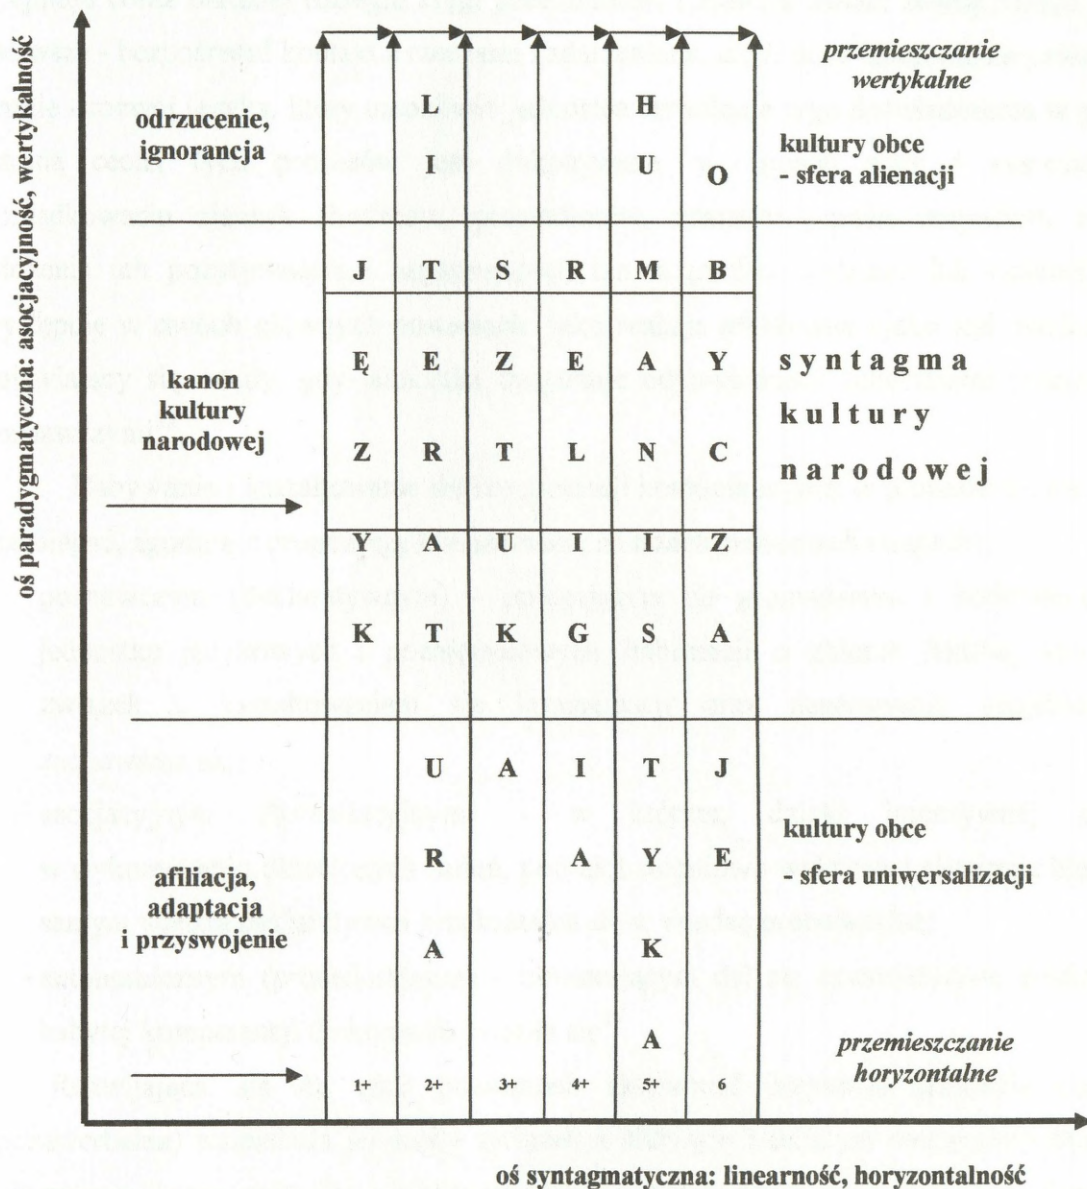 przemieszczanie
wertykalne
L H
odrzucenie,
ignorancja
I U O
kultury obce
- sfera alienacji
J T S R M B
E E Z E A Y
syntagma
kanon
kultury
narodowej
kultury
Z R T L N C
narodowej
Y A U I I Z
K T K G S A
U A I T J
R A Y E
kultury obce
- sfera uniwersalizacji
afiliacja,
adaptacja
i przyswojenie
A K
A
przemieszczanie
horyzontalne
1+ 2+ 3+ 4+ 5+ 6
oś paradygmatyczna: asocjacyjność, wertykalność
oś syntagmatyczna: linearność, horyzontalność